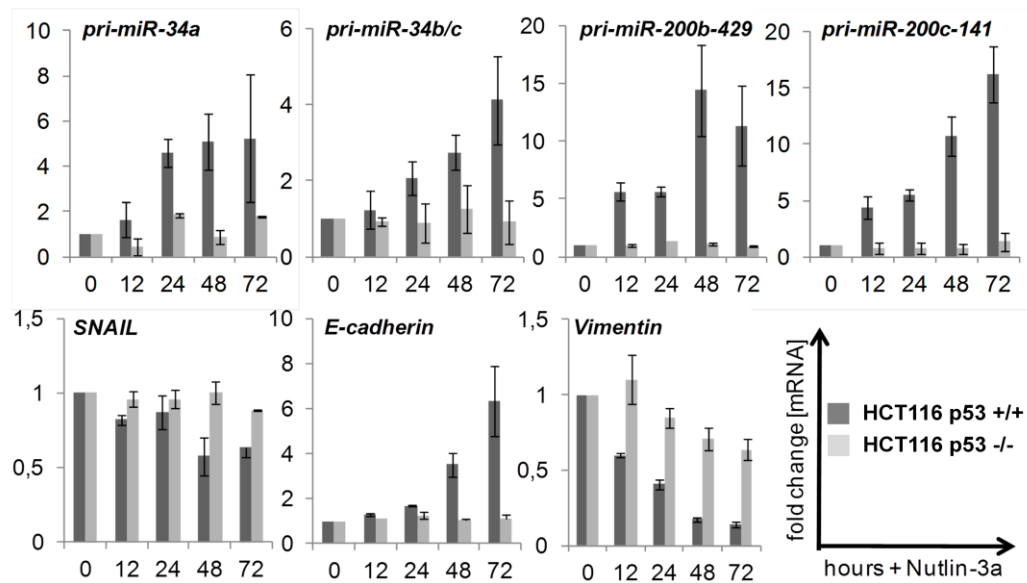 pri-miR-34a
10
8
6
4
2
0
0 12 24 48 72
pri-miR-34b/c
6
4
2
0
0 12 24 48 72
pri-miR-200b-429
20
15
10
5
0
0 12 24 48 72
pri-miR-200c-141
20
15
10
5
0
0 12 24 48 72
SNAIL
1,5
1
0,5
0
0 12 24 48 72
E-cadherin
10
8
6
4
2
0
0 12 24 48 72
Vimentin
1,5
1
0,5
0
0 12 24 48 72
fold change [mRNA]
HCT116 p53 +/+
HCT116 p53 -/-
hours + Nutlin-3a